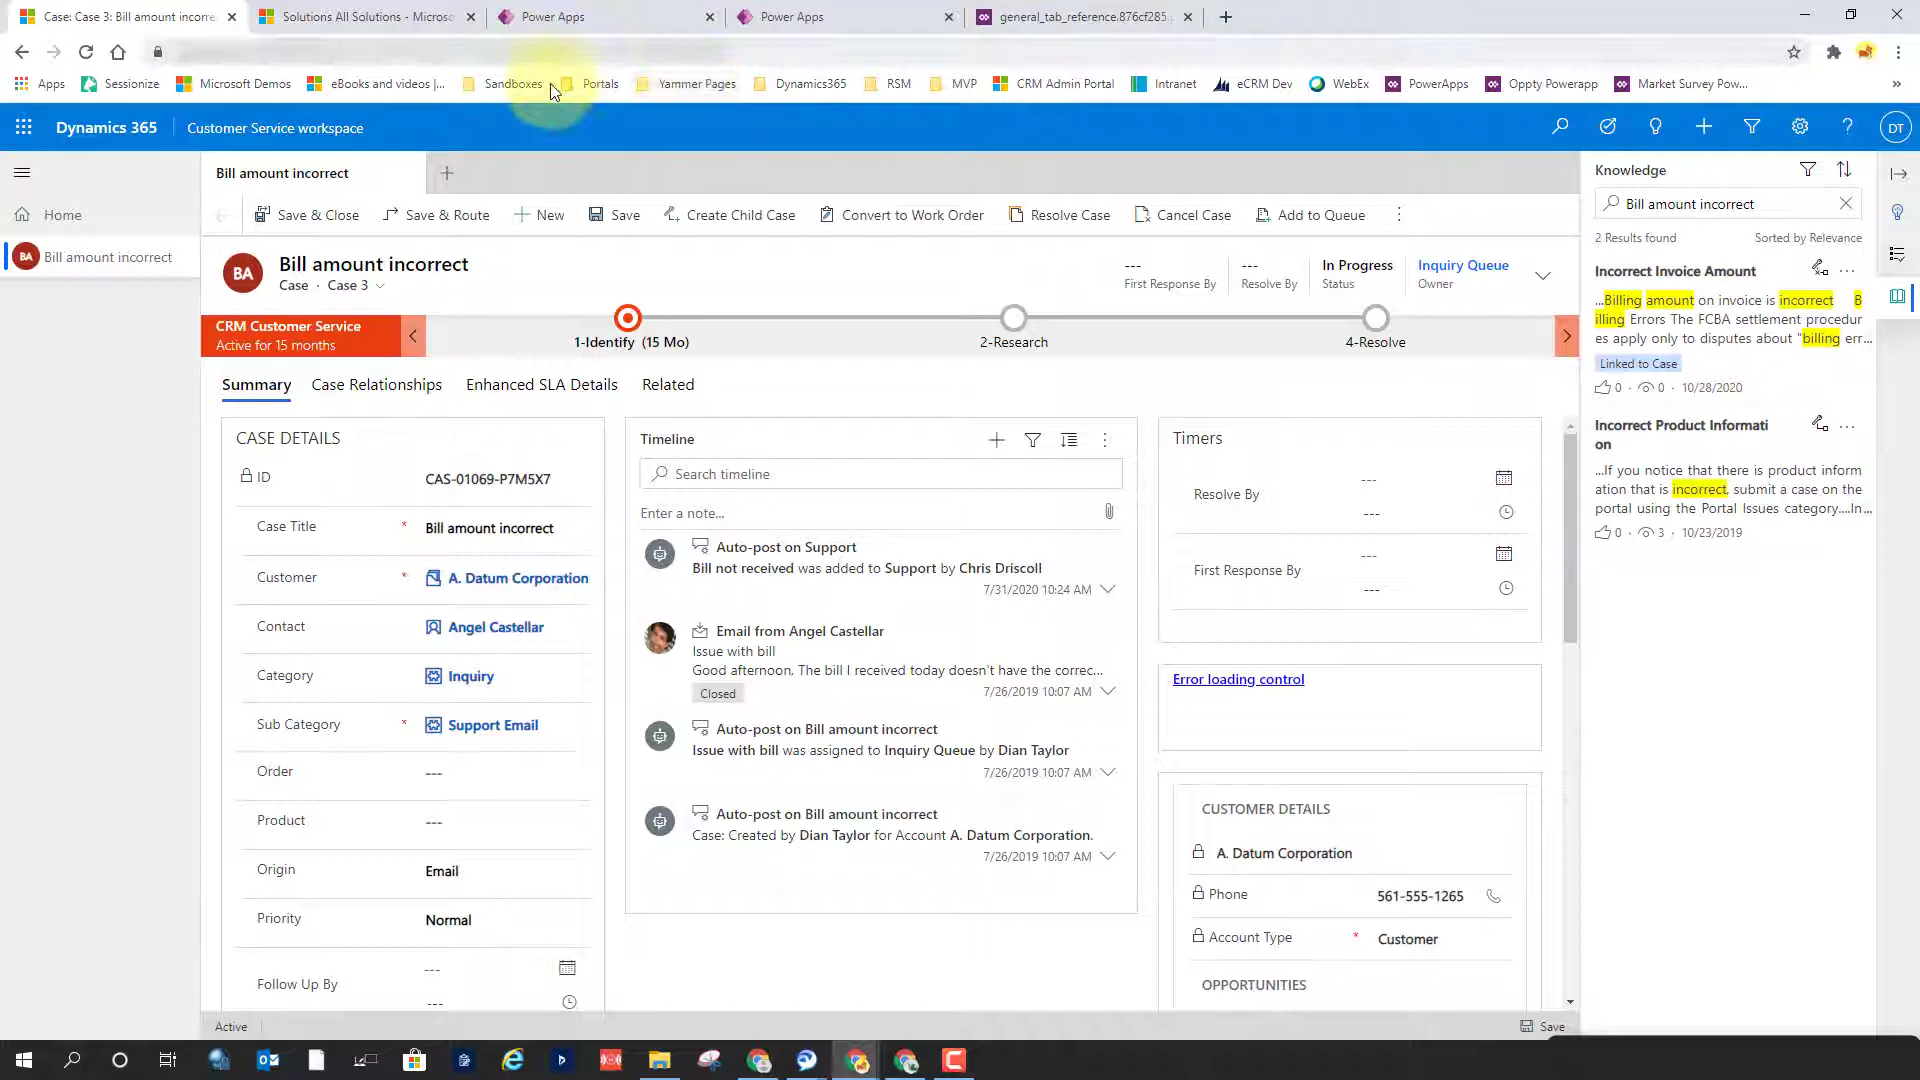 Case: Case 3: Bill amount incorre
Solutions All Solutions - Micros
Power Apps
Power Apps
general_tab_reference.876cf285
Apps
Sessionize
Microsoft Demos
eBooks and videos |...
Sandboxes
Portals
Yammer Pages
Dynamics365
RSM
MVP
CRM Admin Portal
Intranet
eCRM Dev
WebEx
PowerApps
Oppty Powerapp
Market Survey Pow...
Dynamics 365
Customer Service workspace
DT
Home
BA Bill amount incorrect
Bill amount incorrect
Save & Close
Save & Route
New
Save
Create Child Case
Convert to Work Order
Resolve Case
Cancel Case
Add to Queue
BA
Bill amount incorrect
Case · Case 3
---
First Response By
---
Resolve By
In Progress
Status
Inquiry Queue
Owner
CRM Customer Service
Active for 15 months
1-Identify (15 Mo)
2-Research
4-Resolve
Summary
Case Relationships
Enhanced SLA Details
Related
CASE DETAILS
ID CAS-01069-P7M5X7
Case Title * Bill amount incorrect
Customer * A. Datum Corporation
Contact Angel Castellar
Category Inquiry
Sub Category * Support Email
Order ---
Product ---
Origin Email
Priority Normal
---
Follow Up By
---
Timeline
Search timeline
Enter a note...
Auto-post on Support
Bill not received was added to Support by Chris Driscoll
7/31/2020 10:24 AM
Email from Angel Castellar
Issue with bill
Good afternoon, The bill I received today doesn't have the correc...
Closed
7/26/2019 10:07 AM
Auto-post on Bill amount incorrect
Issue with bill was assigned to Inquiry Queue by Dian Taylor
7/26/2019 10:07 AM
Auto-post on Bill amount incorrect
Case: Created by Dian Taylor for Account A. Datum Corporation.
7/26/2019 10:07 AM
Timers
---
Resolve By
---
---
First Response By
---
Error loading control
CUSTOMER DETAILS
A. Datum Corporation
Phone 561-555-1265
Account Type * Customer
OPPORTUNITIES
Knowledge
Bill amount incorrect
2 Results found
Sorted by Relevance
Incorrect Invoice Amount
...Billing amount on invoice is incorrect B
illing Errors The FCBA settlement procedur
es apply only to disputes about "billing err...
Linked to Case
0 · 0 · 10/28/2020
Incorrect Product Informati
on
...If you notice that there is product inform
ation that is incorrect, submit a case on the
portal using the Portal Issues category....In...
0 · 3 · 10/23/2019
Active
Save